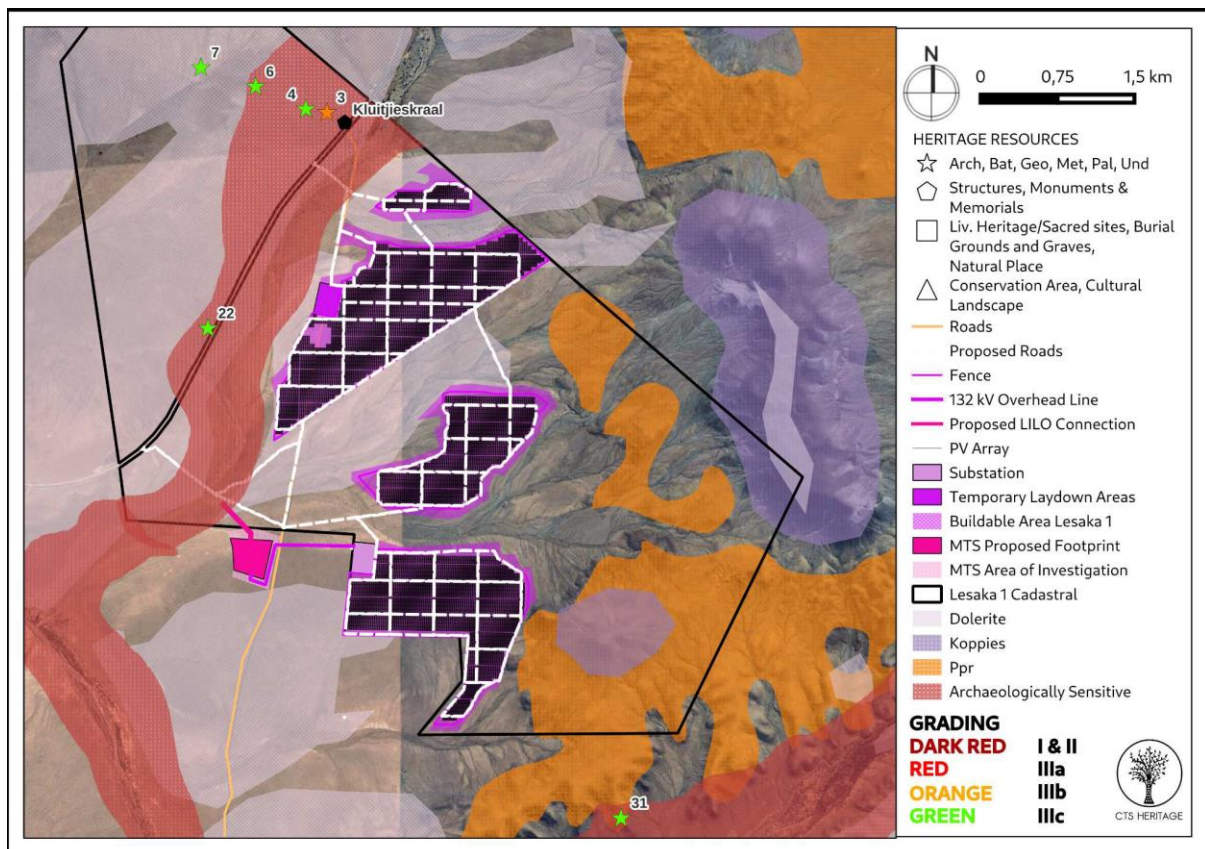 7
6
4
3
Kluitjieskraal
22
31
N
0 0,75 1,5 km
HERITAGE RESOURCES
Arch, Bat, Geo, Met, Pal, Und
Structures, Monuments &
Memorials
Liv. Heritage/Sacred sites, Burial
Grounds and Graves,
Natural Place
Conservation Area, Cultural
Landscape
Roads
Proposed Roads
Fence
132 kV Overhead Line
Proposed LILO Connection
PV Array
Substation
Temporary Laydown Areas
Buildable Area Lesaka 1
MTS Proposed Footprint
MTS Area of Investigation
Lesaka 1 Cadastral
Dolerite
Koppies
Ppr
Archaeologically Sensitive
GRADING
DARK RED I & II
RED IIIa
ORANGE IIIb
GREEN IIIc
CTS HERITAGE